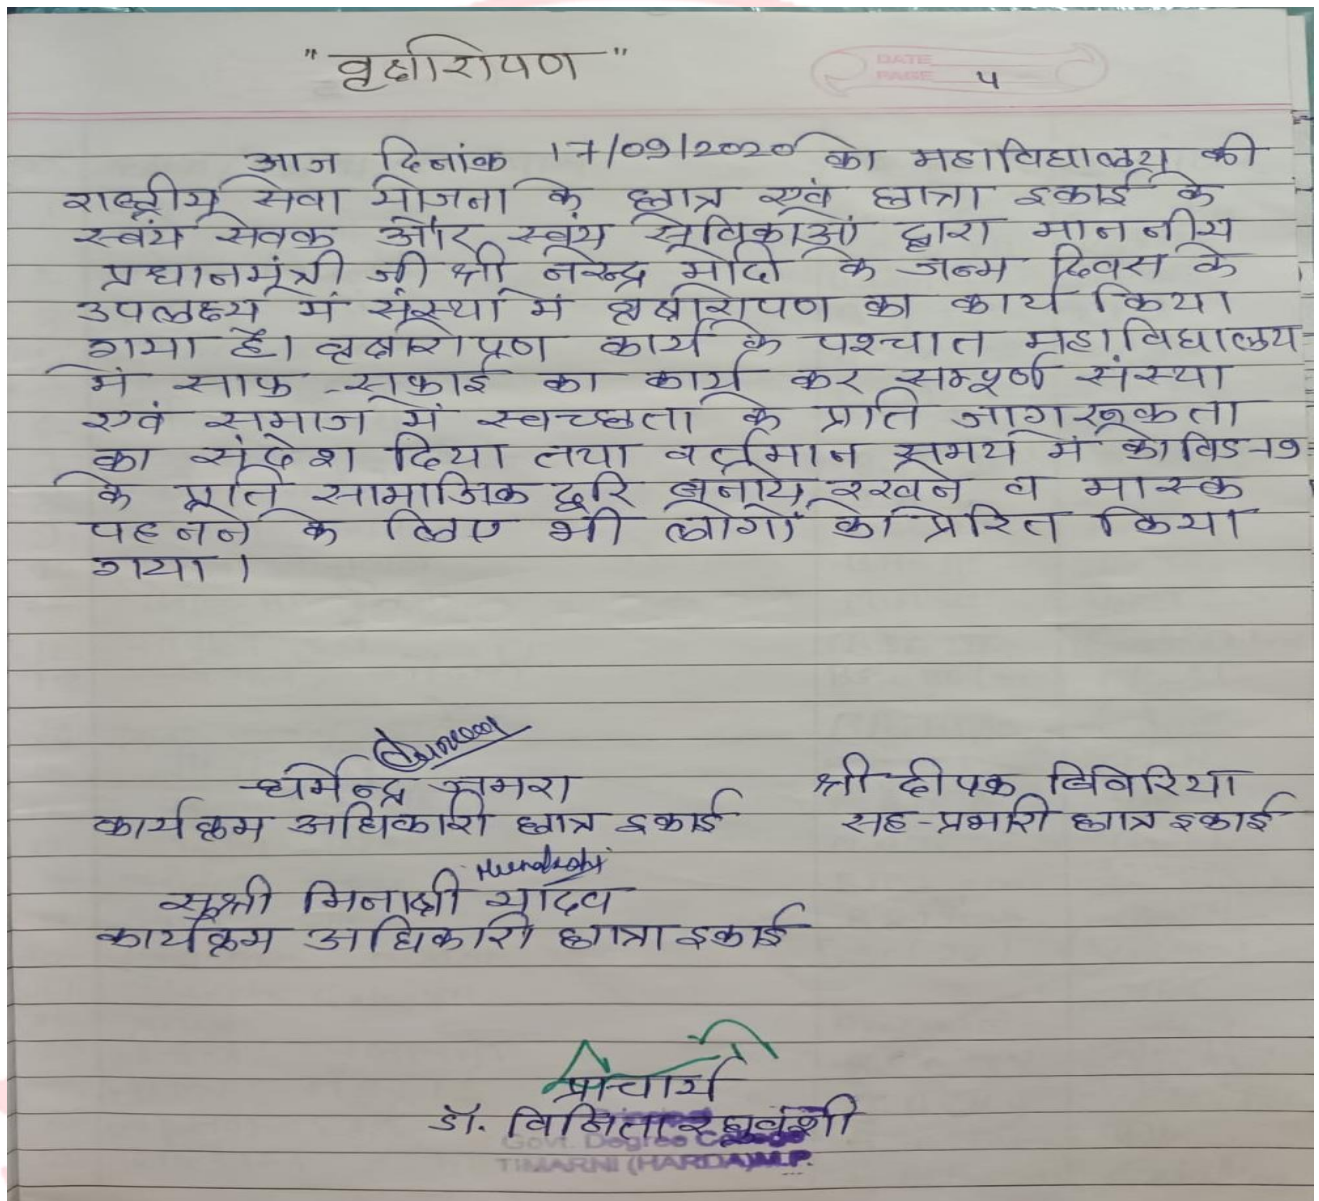 "वृक्षारोपण"
DATE
PAGE 4
आज दिनांक 17/09/2020 को महाविद्यालय की
राष्ट्रीय सेवा योजना के छात्र एवं छात्रा इकाई के
स्वंय सेवक और स्वंय सेविकाओं द्वारा माननीय
प्रधानमंत्री जी श्री नरेन्द्र मोदी के जन्म दिवस के
उपलक्ष्य में संस्था में वृक्षारोपण का कार्य किया
गया है। वृक्षारोपण कार्य के पश्चात महाविद्यालय
में साफ-सफाई का कार्य कर सम्पूर्ण संस्था
एवं समाज में स्वच्छता के प्रति जागरूकता
का संदेश दिया तथा वर्तमान समय में कोविड-19
के प्रति सामाजिक दूरि बनाये रखने व मास्क
पहनने के लिए भी लोगों को प्रेरित किया
गया।
धर्मेन्द्र श्री दीपक
कार्यक्रम अधिकारी छात्र इकाई सह-प्रभारी छात्र इकाई
सुश्री मिनाक्षी यादव
कार्यक्रम अधिकारी छात्रा इकाई
प्राचार्य
डॉ. विनिता रघुवंशी
Govt. Degree College
TIMARNI (HARDA) M.P.